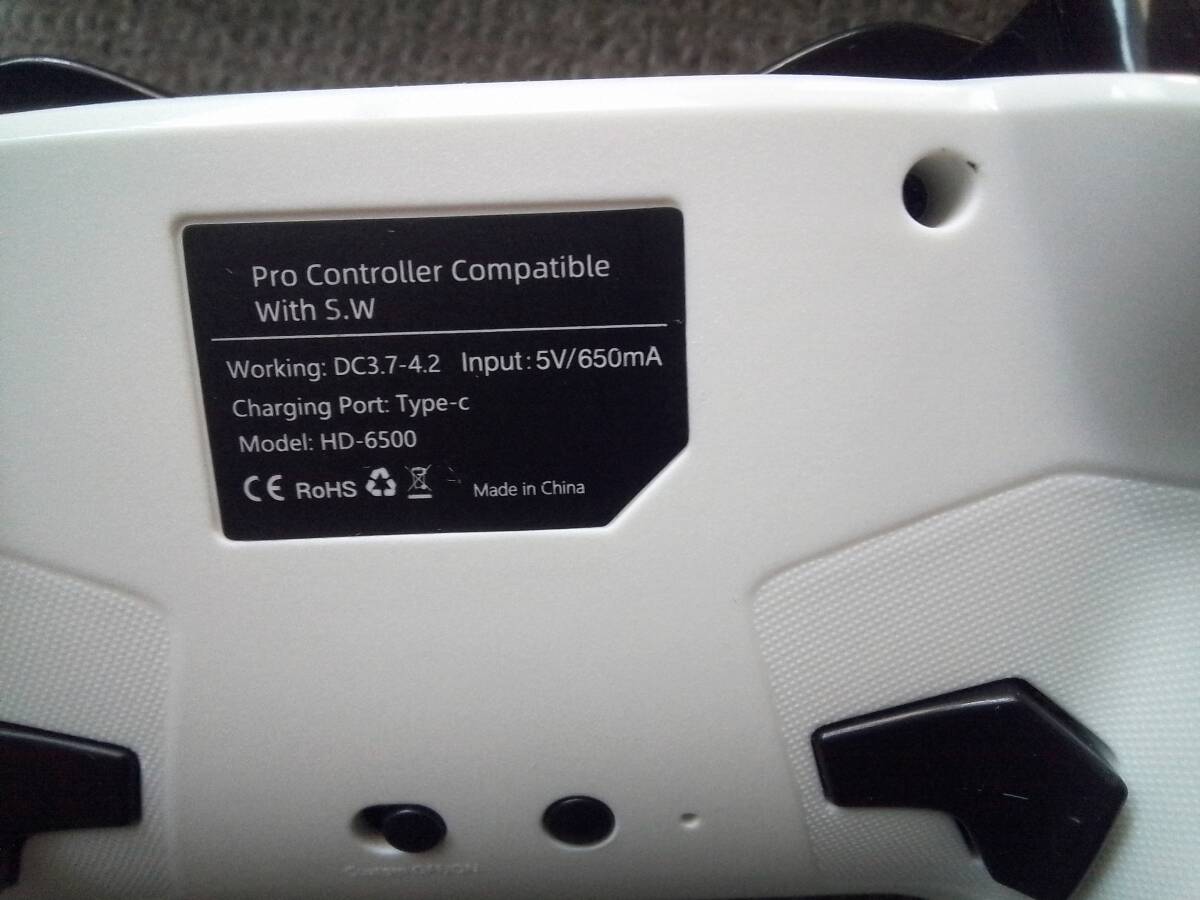 Pro Controller Compatible
With S.W
Working: DC3.7-4.2 Input: 5V/650mA
Charging Port: Type-c
Model: HD-6500
CE RoHS Made in China